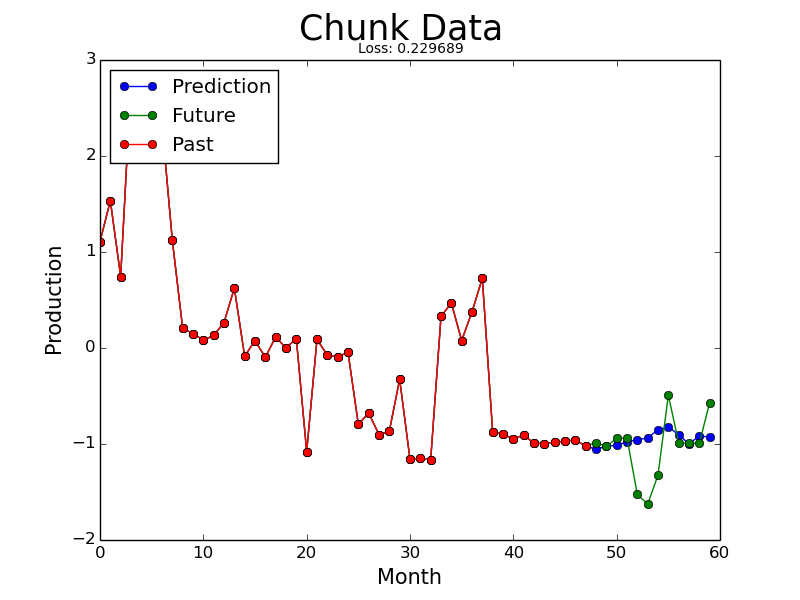 Chunk Data
Loss: 0.229689
Prediction
Future
Past
Production
3
2
1
0
−1
−2
0 10 20 30 40 50 60
Month